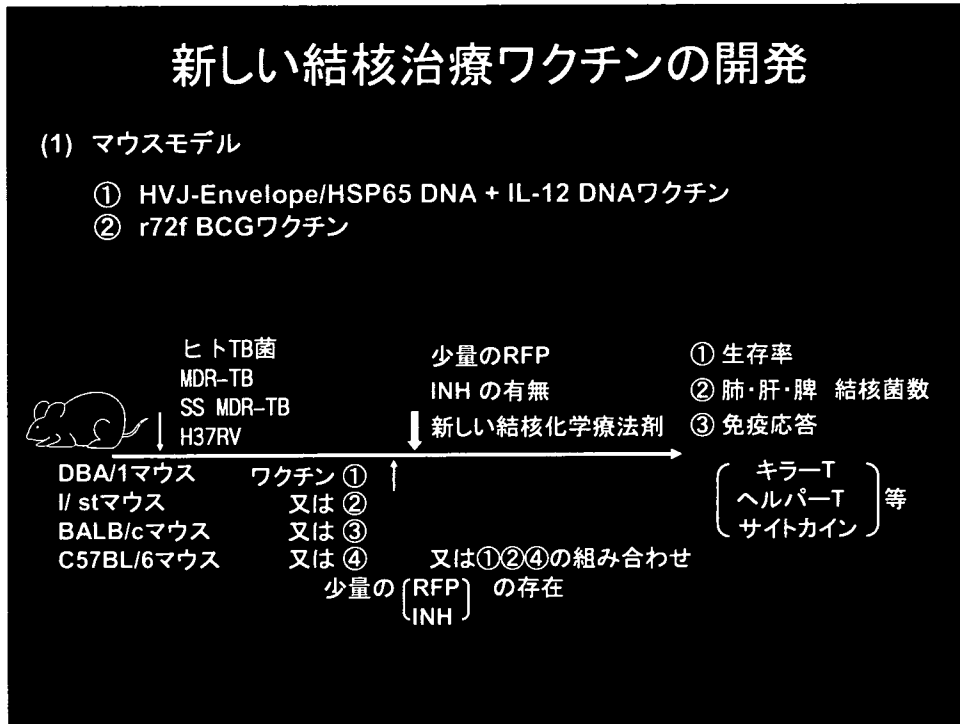 新しい結核治療ワクチンの開発
(1) マウスモデル
① HVJ-Envelope/HSP65 DNA + IL-12 DNAワクチン
② r72f BCGワクチン
ヒトTB菌
MDR-TB
SS MDR-TB
H37RV
少量のRFP
INH の有無
新しい結核化学療法剤
① 生存率
② 肺・肝・脾 結核菌数
③ 免疫応答
キラーT
ヘルパーT 等
サイトカイン
DBA/1マウス ワクチン ①
I/ stマウス 又は ②
BALB/cマウス 又は ③
C57BL/6マウス 又は ④ 又は①②④の組み合わせ
少量の (RFP INH) の存在